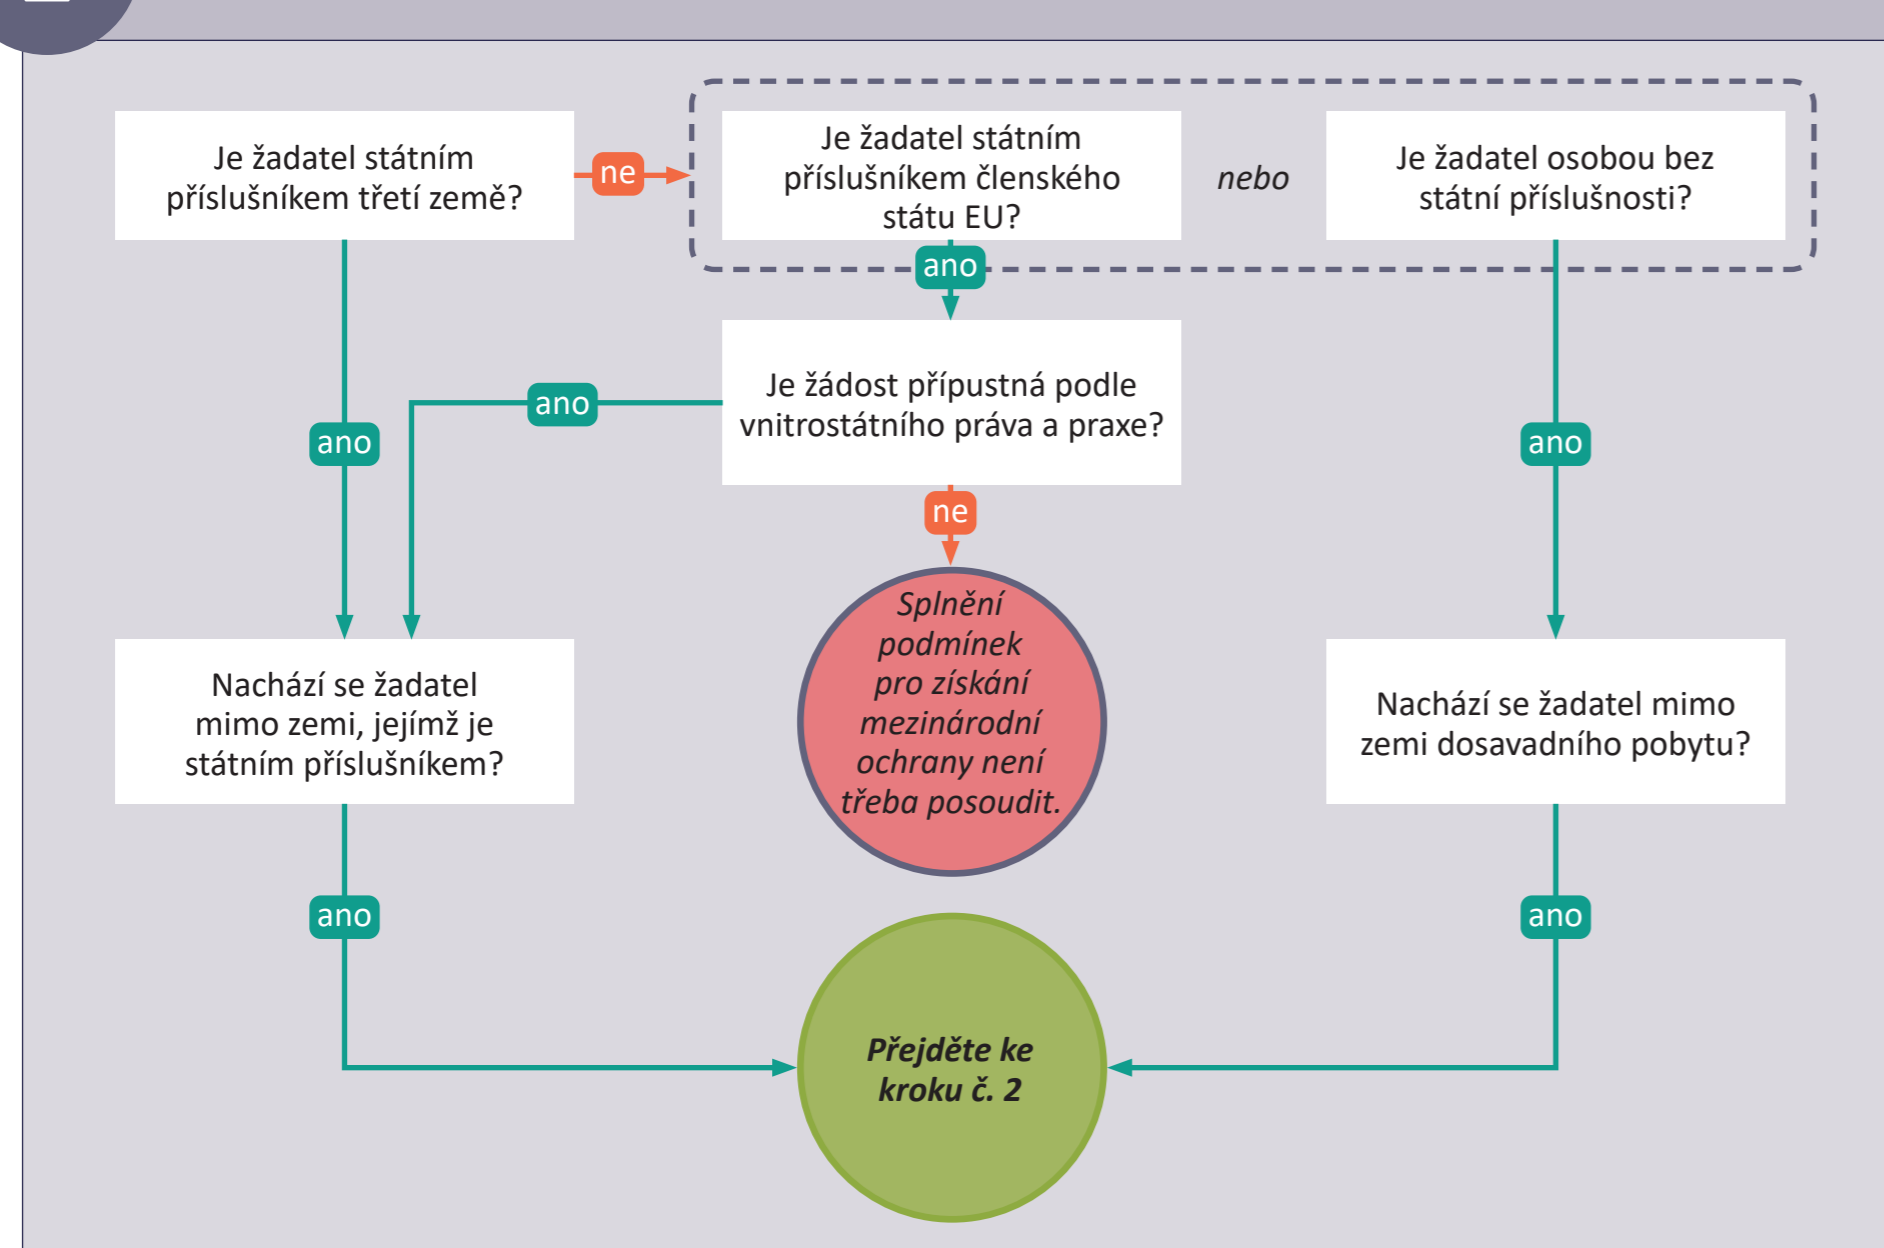 Je žadatel státním
příslušníkem třetí země?
ne
Je žadatel státním
příslušníkem členského
státu EU?
nebo
Je žadatel osobou bez
státní příslušnosti?
ano
Je žádost přípustná podle
vnitrostátního práva a praxe?
ano
ano
ano
ne
Splnění
podmínek
pro získání
mezinárodní
ochrany není
třeba posoudit.
Nachází se žadatel
mimo zemi, jejímž je
státním příslušníkem?
Nachází se žadatel mimo
zemi dosavadního pobytu?
ano
ano
Přejděte ke
kroku č. 2